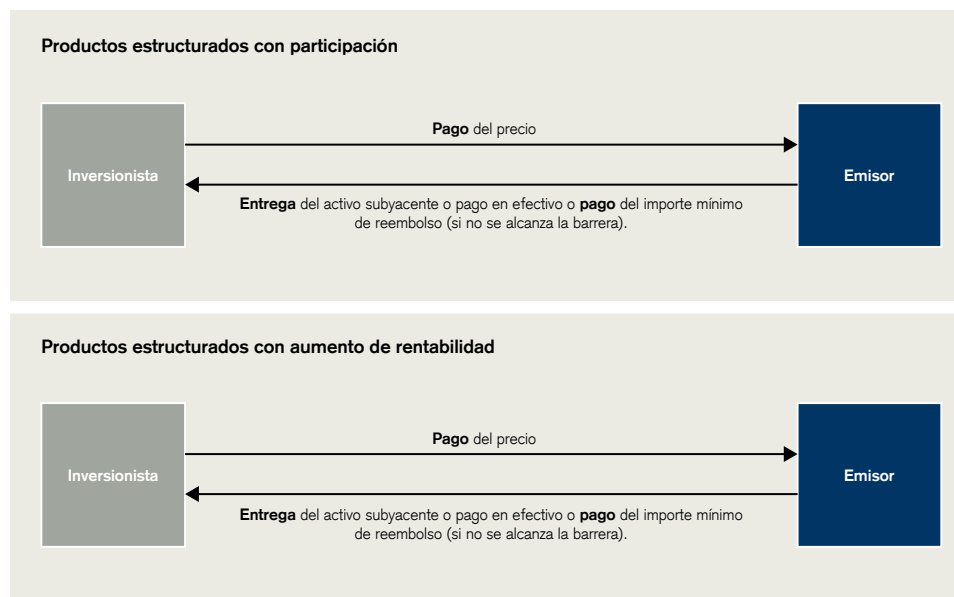 Productos estructurados con participación
Pago del precio
Inversionista
Emisor
Entrega del activo subyacente o pago en efectivo o pago del importe mínimo
de reembolso (si no se alcanza la barrera).
Productos estructurados con aumento de rentabilidad
Pago del precio
Inversionista
Emisor
Entrega del activo subyacente o pago en efectivo o pago del importe mínimo
de reembolso (si no se alcanza la barrera).